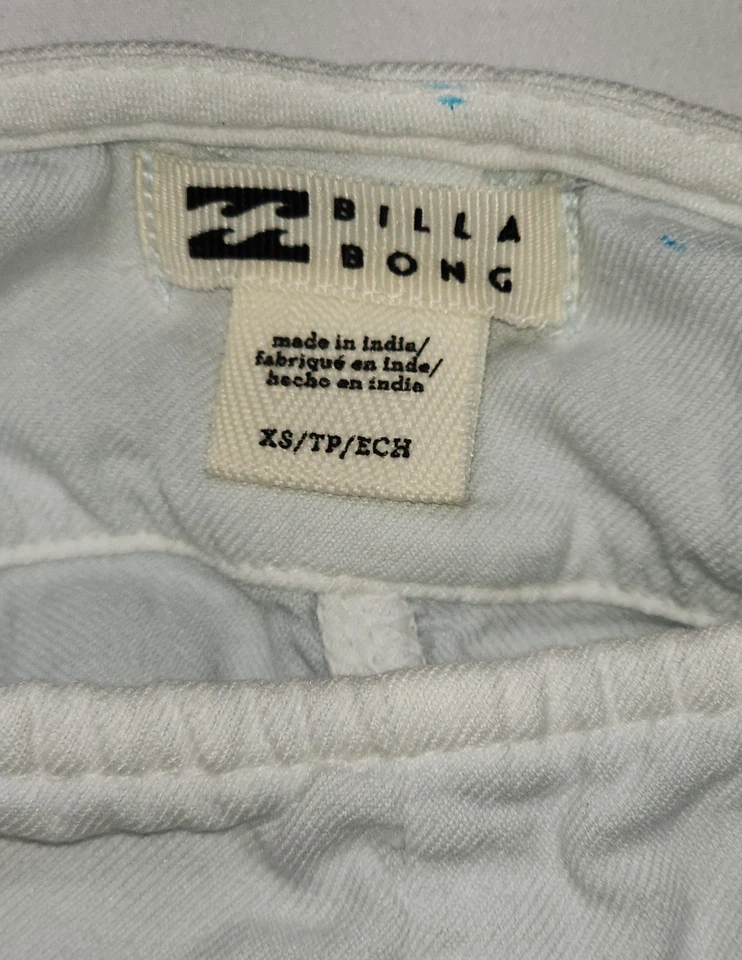 BILLA
BONG
made in india/
fabriqué en inde/
hecho en india
XS/TP/ECH